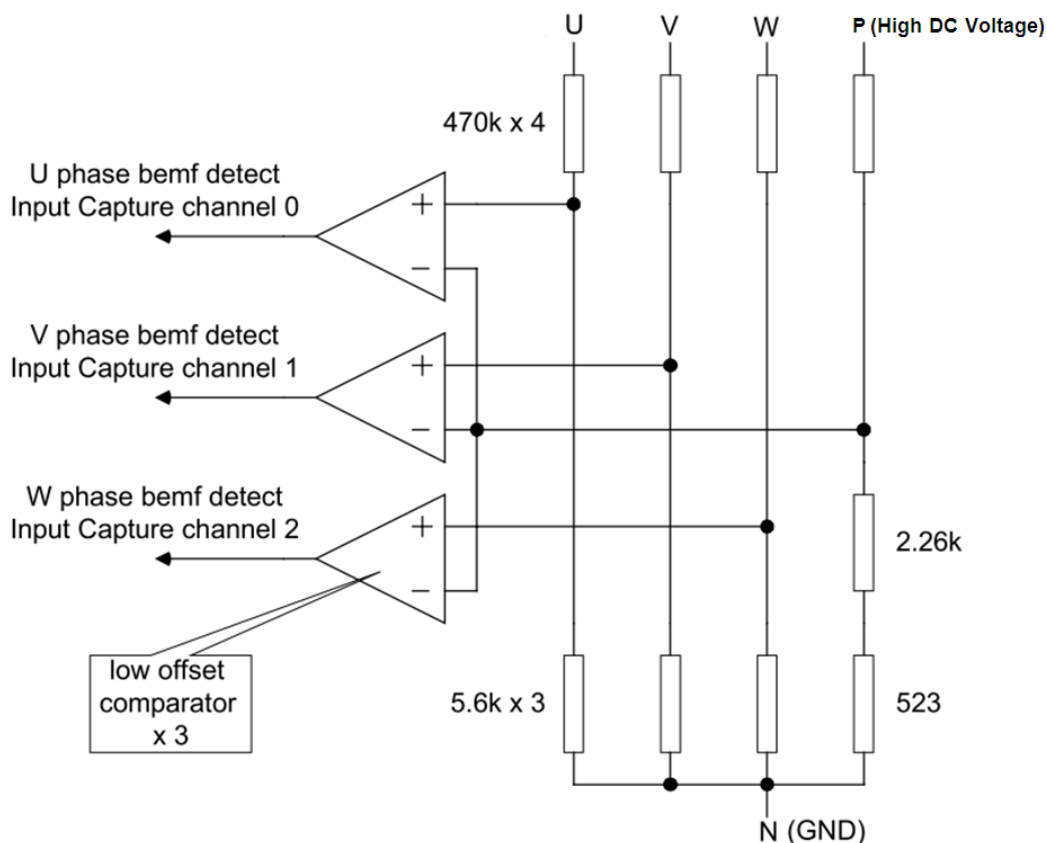 U
V
W
P (High DC Voltage)
470k x 4
U phase bemf detect
Input Capture channel 0
+
−
V phase bemf detect
Input Capture channel 1
+
−
W phase bemf detect
Input Capture channel 2
+
−
2.26k
low offset
comparator
x 3
5.6k x 3
523
N (GND)